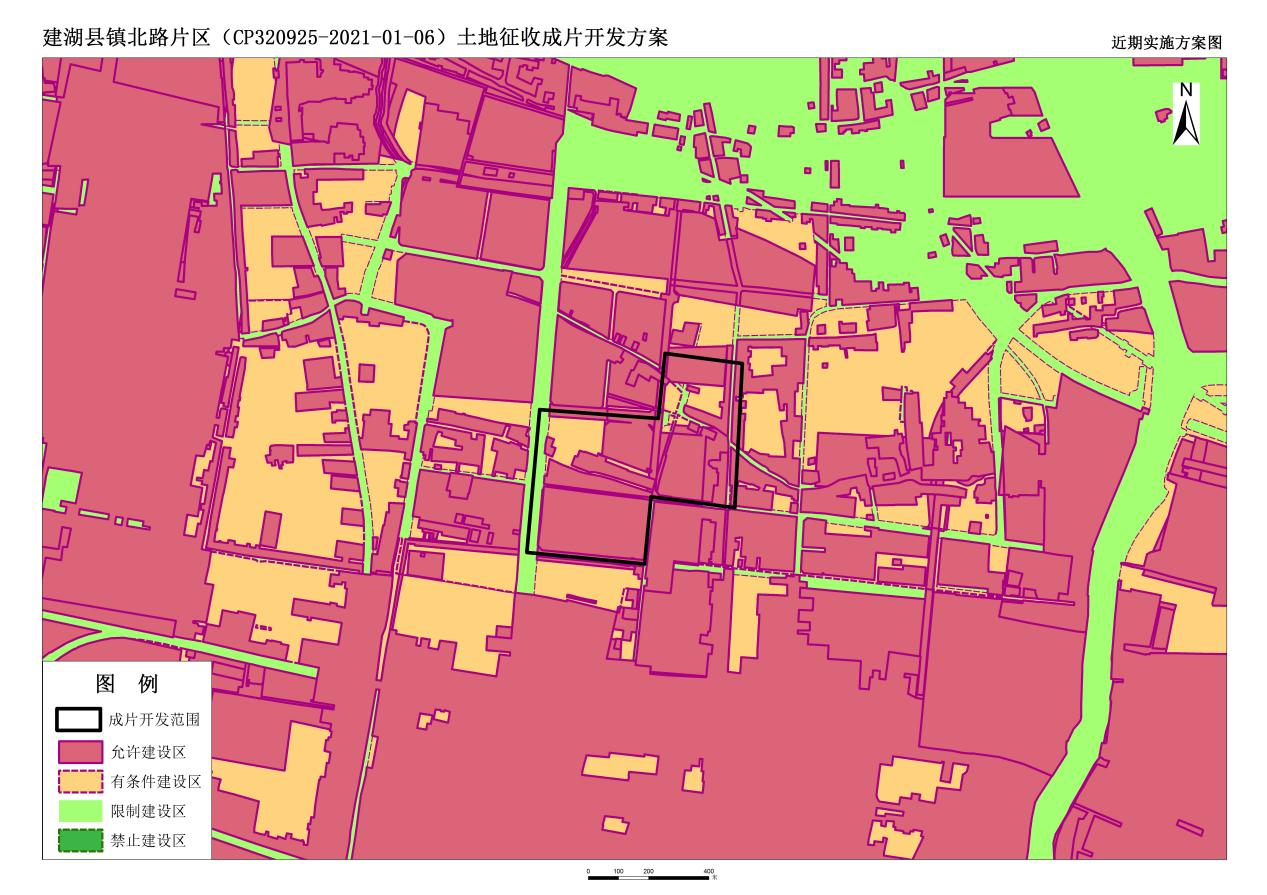 建湖县镇北路片区（CP320925-2021-01-06）土地征收成片开发方案
近期实施方案图
N
图 例
成片开发范围
允许建设区
有条件建设区
限制建设区
禁止建设区
0 100 200 400
米